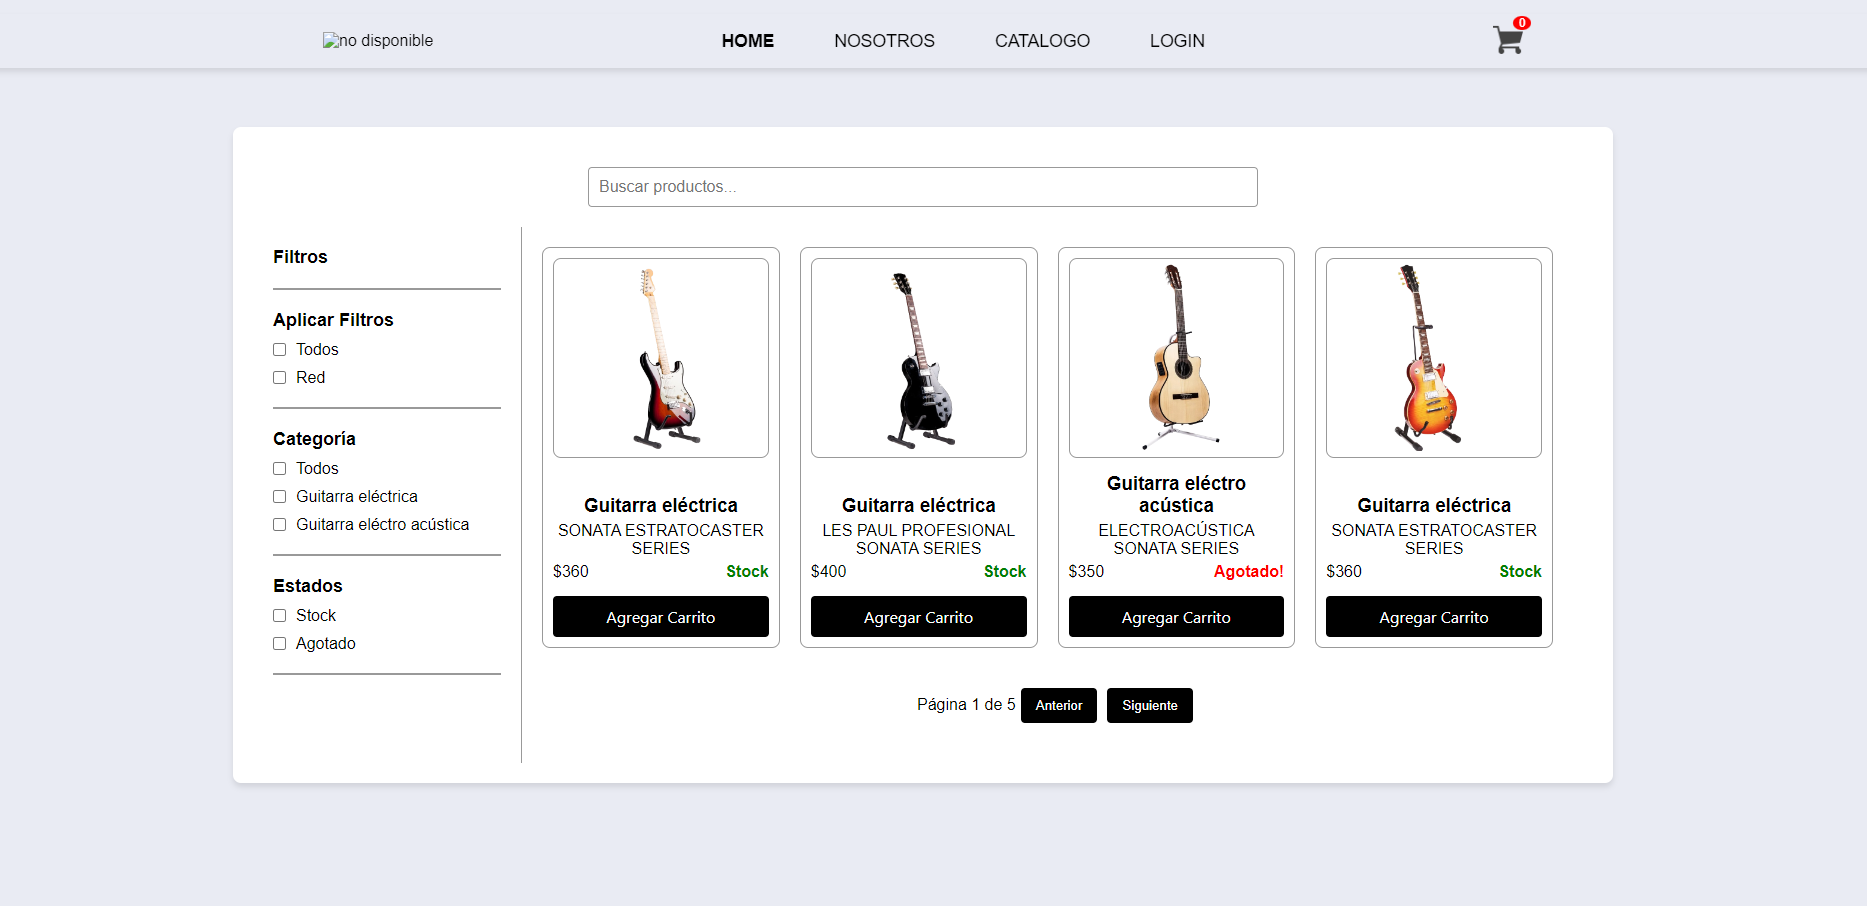 no disponible
HOME
NOSOTROS
CATALOGO
LOGIN
0
Buscar productos...
Filtros
Aplicar Filtros
Todos
Red
Categoría
Todos
Guitarra eléctrica
Guitarra eléctro acústica
Estados
Stock
Agotado
Guitarra eléctrica
SONATA ESTRATOCASTER
SERIES
$360
Stock
Agregar Carrito
Guitarra eléctrica
LES PAUL PROFESIONAL
SONATA SERIES
$400
Stock
Agregar Carrito
Guitarra eléctro
acústica
ELECTROACÚSTICA
SONATA SERIES
$350
Agotado!
Agregar Carrito
Guitarra eléctrica
SONATA ESTRATOCASTER
SERIES
$360
Stock
Agregar Carrito
Página 1 de 5
Anterior
Siguiente